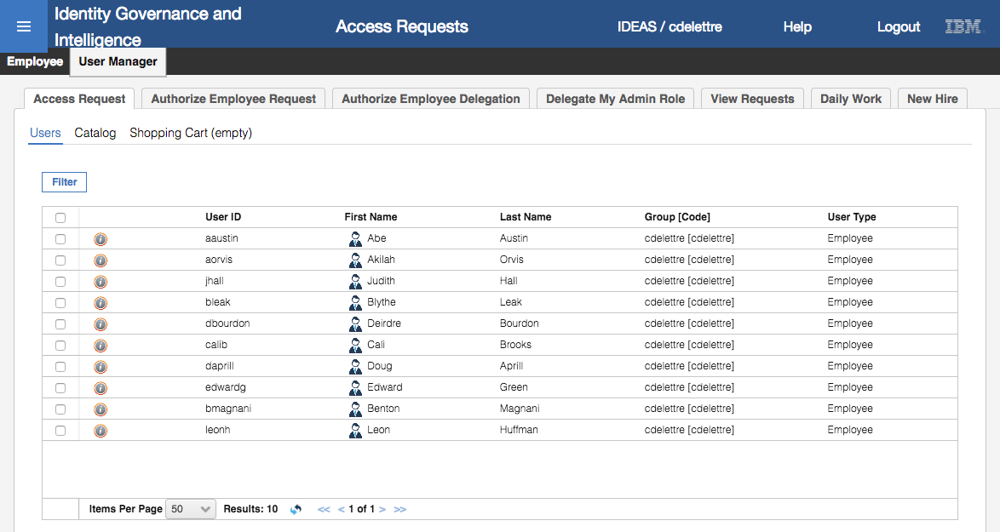 Identity Governance and
Intelligence
Access Requests
IDEAS / cdelettre
Help
Logout
IBM
Employee
User Manager
Access Request
Authorize Employee Request
Authorize Employee Delegation
Delegate My Admin Role
View Requests
Daily Work
New Hire
Users
Catalog
Shopping Cart (empty)
Filter
User ID First Name Last Name Group [Code] User Type
aaustin Abe Austin cdelettre [cdelettre] Employee
aorvis Akilah Orvis cdelettre [cdelettre] Employee
jhall Judith Hall cdelettre [cdelettre] Employee
bleak Blythe Leak cdelettre [cdelettre] Employee
dbourdon Deirdre Bourdon cdelettre [cdelettre] Employee
calib Cali Brooks cdelettre [cdelettre] Employee
daprill Doug Aprill cdelettre [cdelettre] Employee
edwardg Edward Green cdelettre [cdelettre] Employee
bmagnani Benton Magnani cdelettre [cdelettre] Employee
leonh Leon Huffman cdelettre [cdelettre] Employee
Items Per Page 50 Results: 10 << < 1 of 1 > >>